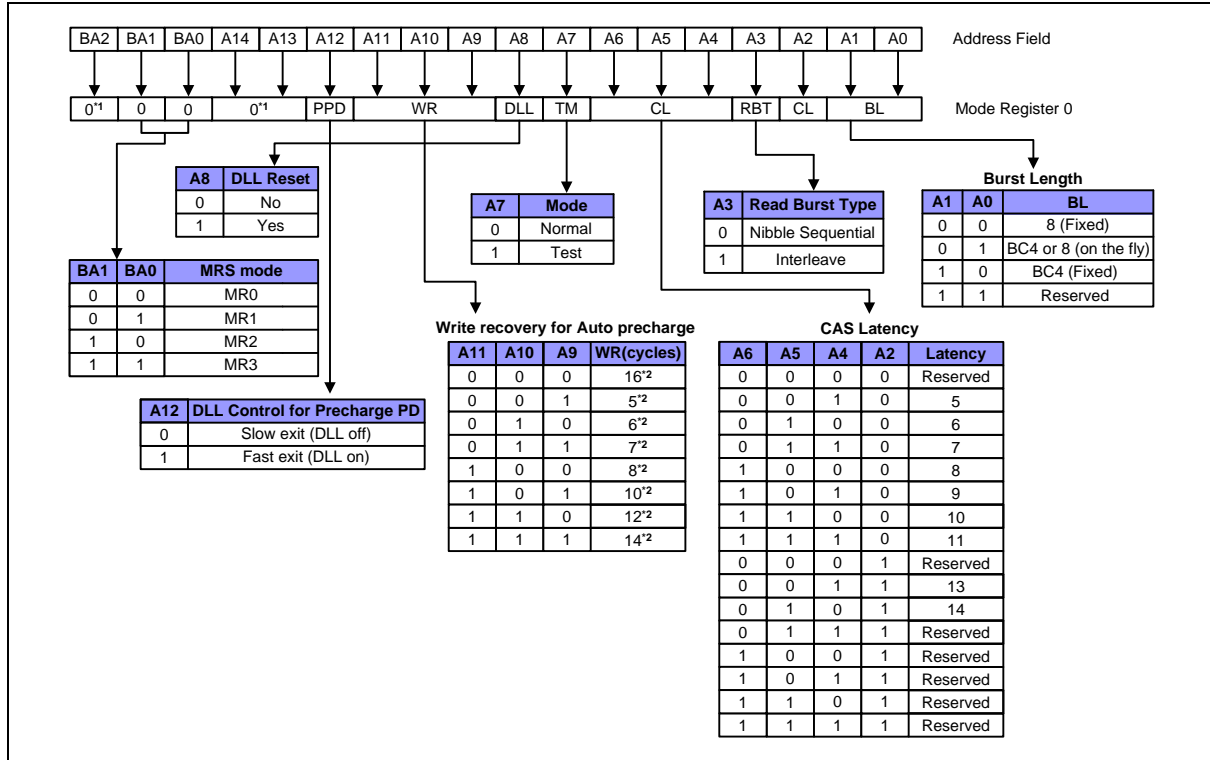 BA2 BA1 BA0 A14 A13 A12 A11 A10 A9 A8 A7 A6 A5 A4 A3 A2 A1 A0 Address Field
0*1 0 0 0*1 PPD WR DLL TM CL RBT CL BL Mode Register 0
A8 DLL Reset
0 No
1 Yes
A7 Mode
0 Normal
1 Test
A3 Read Burst Type
0 Nibble Sequential
1 Interleave
Burst Length
A1 A0 BL
0 0 8 (Fixed)
0 1 BC4 or 8 (on the fly)
1 0 BC4 (Fixed)
1 1 Reserved
BA1 BA0 MRS mode
0 0 MR0
0 1 MR1
1 0 MR2
1 1 MR3
A12 DLL Control for Precharge PD
0 Slow exit (DLL off)
1 Fast exit (DLL on)
Write recovery for Auto precharge
A11 A10 A9 WR(cycles)
0 0 0 16*2
0 0 1 5*2
0 1 0 6*2
0 1 1 7*2
1 0 0 8*2
1 0 1 10*2
1 1 0 12*2
1 1 1 14*2
CAS Latency
A6 A5 A4 A2 Latency
0 0 0 0 Reserved
0 0 1 0 5
0 1 0 0 6
0 1 1 0 7
1 0 0 0 8
1 0 1 0 9
1 1 0 0 10
1 1 1 0 11
0 0 0 1 Reserved
0 0 1 1 13
0 1 0 1 14
0 1 1 1 Reserved
1 0 0 1 Reserved
1 0 1 1 Reserved
1 1 0 1 Reserved
1 1 1 1 Reserved